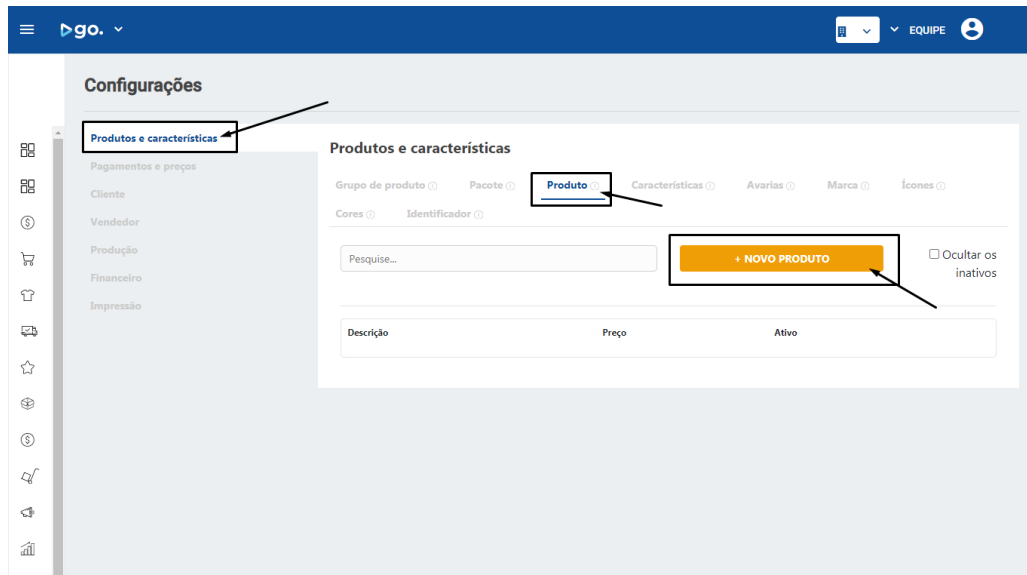 go.
EQUIPE
Configurações
Produtos e características
Pagamentos e preços
Cliente
Vendedor
Produção
Financeiro
Impressão
Produtos e características
Grupo de produto
Pacote
Produto
Características
Avarias
Marca
Ícones
Cores
Identificador
Pesquise...
+ NOVO PRODUTO
Ocultar os
inativos
Descrição
Preço
Ativo